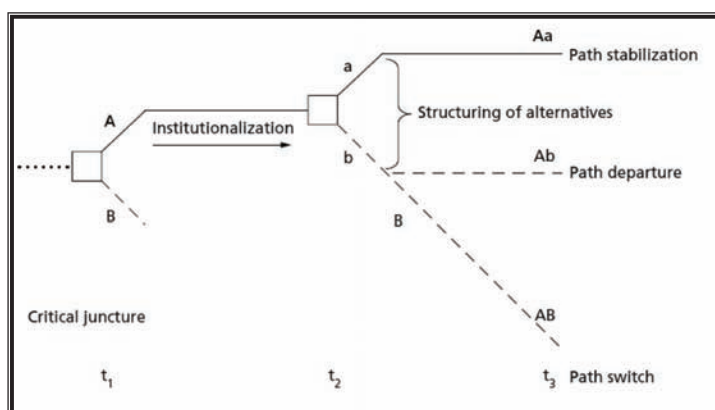 Aa
Path stabilization
a
A
Structuring of alternatives
Institutionalization
b
Ab
Path departure
B
B
AB
Critical juncture
t1
t2
t3
Path switch